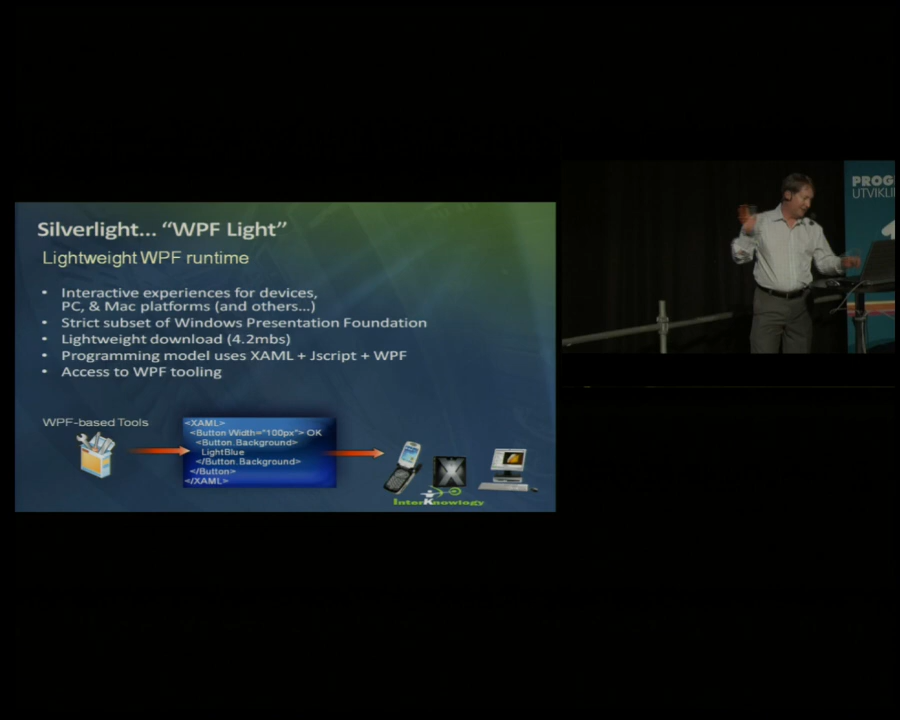 Silverlight... “WPF Light”
Lightweight WPF runtime
• Interactive experiences for devices,
PC, & Mac platforms (and others...)
• Strict subset of Windows Presentation Foundation
• Lightweight download (4.2mbs)
• Programming model uses XAML + Jscript + WPF
• Access to WPF tooling
WPF-based Tools
<XAML>
<Button Width="100px"> OK
<Button.Background>
LightBlue
</Button.Background>
</Button>
</XAML>
InterKnowlogy
PROG
UTVIKLI